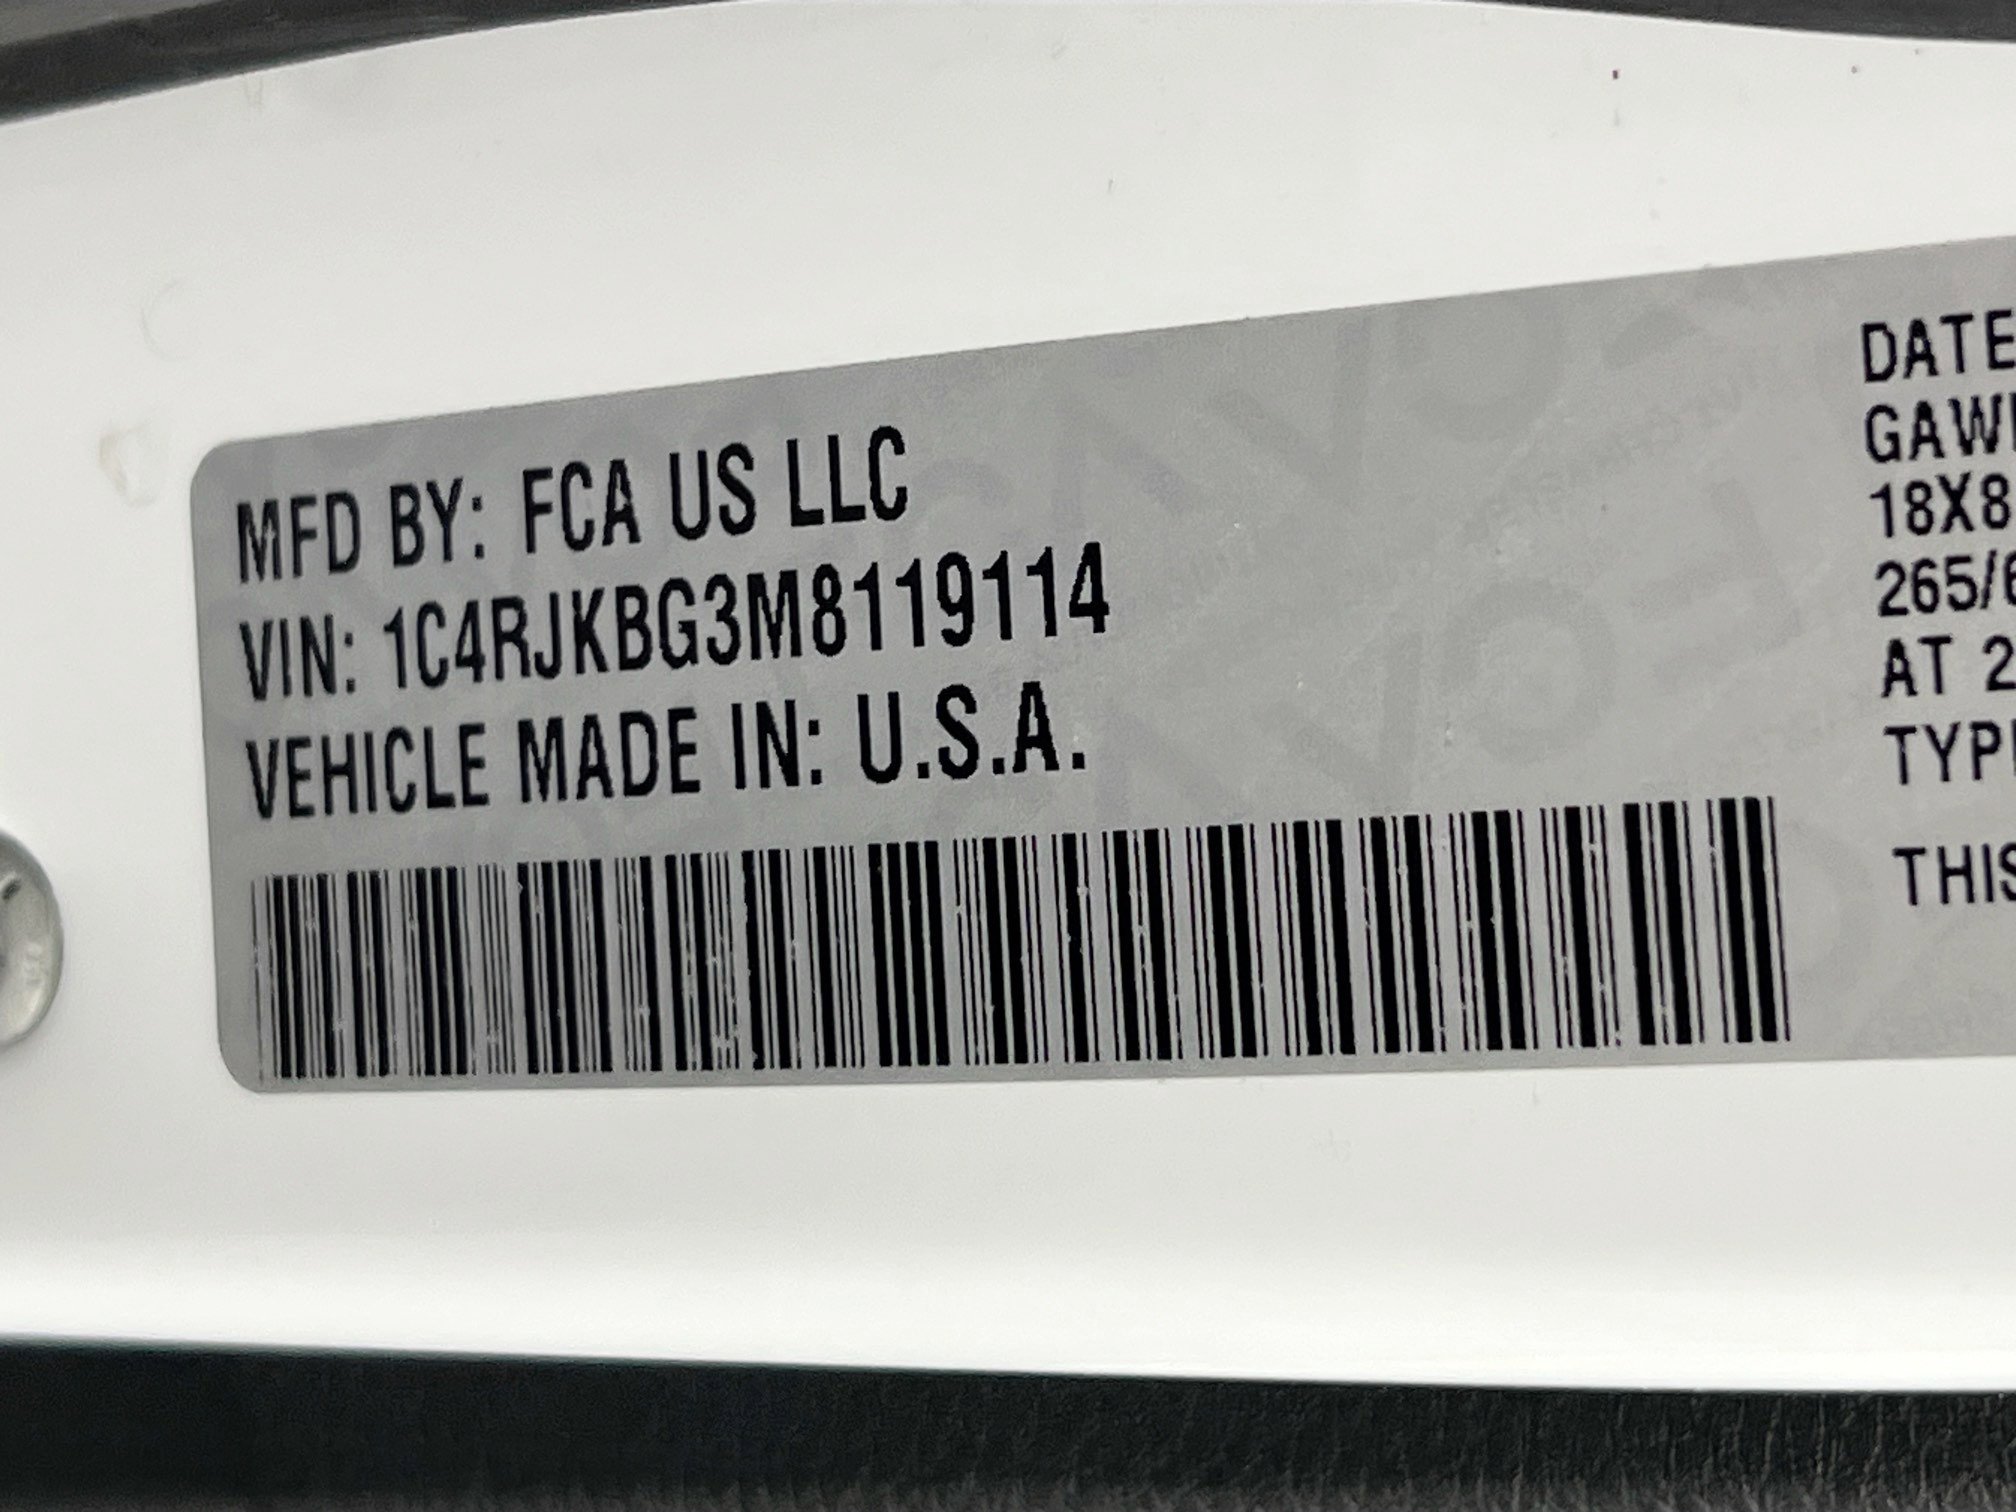 MFD BY: FCA US LLC
VIN: 1C4RJKBG3M8119114
VEHICLE MADE IN: U.S.A.
DATE
GAW
18X8
265/6
AT 2
TYP
THIS